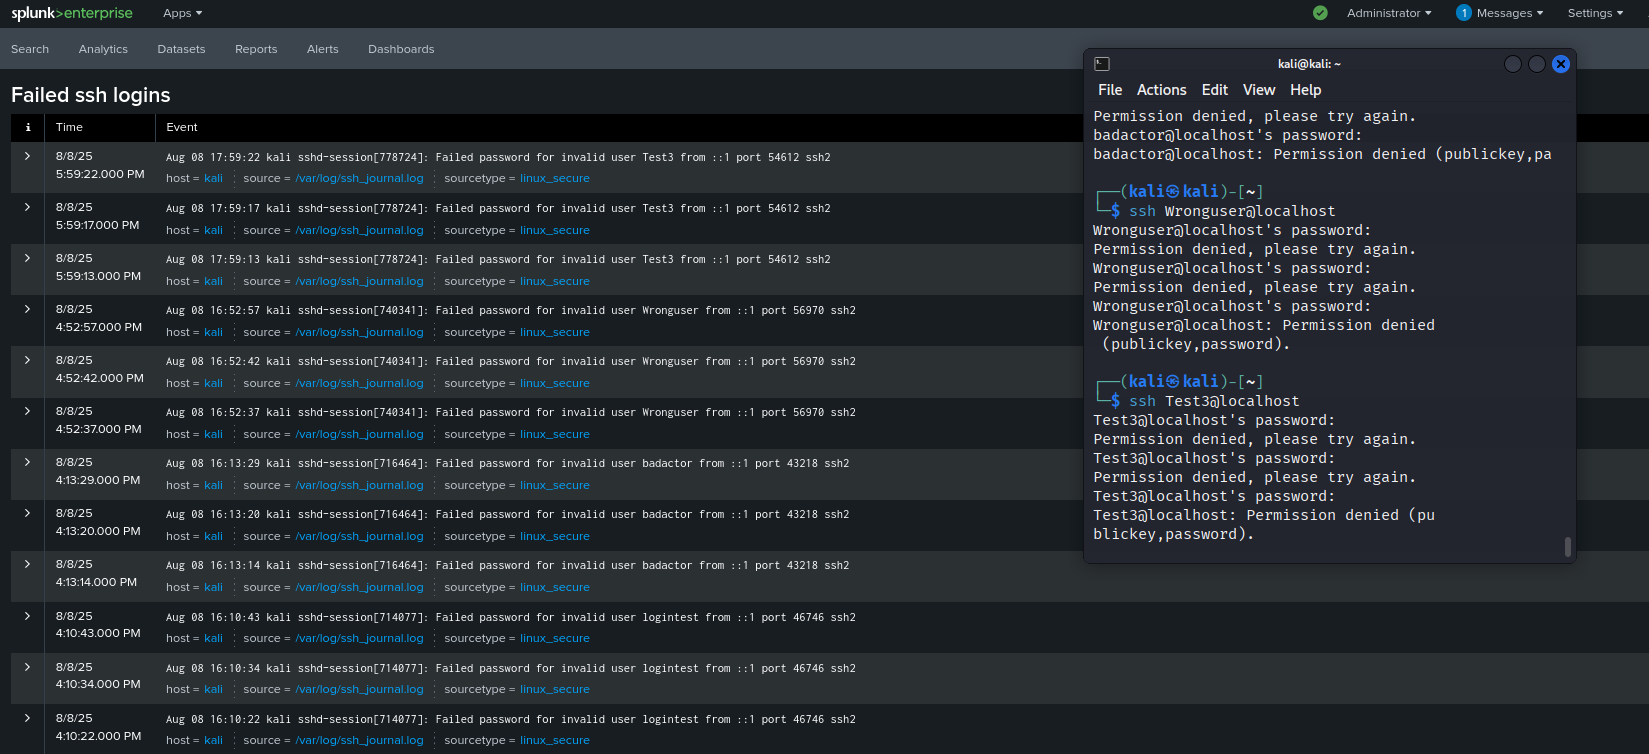 splunk>enterprise Apps
Administrator 1 Messages Settings
Search Analytics Datasets Reports Alerts Dashboards
Failed ssh logins
i Time Event
8/8/25 Aug 08 17:59:22 kali sshd-session[778724]: Failed password for invalid user Test3 from ::1 port 54612 ssh2
5:59:22.000 PM host = kali source = /var/log/ssh_journal.log sourcetype = linux_secure
8/8/25 Aug 08 17:59:17 kali sshd-session[778724]: Failed password for invalid user Test3 from ::1 port 54612 ssh2
5:59:17.000 PM host = kali source = /var/log/ssh_journal.log sourcetype = linux_secure
8/8/25 Aug 08 17:59:13 kali sshd-session[778724]: Failed password for invalid user Test3 from ::1 port 54612 ssh2
5:59:13.000 PM host = kali source = /var/log/ssh_journal.log sourcetype = linux_secure
8/8/25 Aug 08 16:52:57 kali sshd-session[740341]: Failed password for invalid user Wronguser from ::1 port 56970 ssh2
4:52:57.000 PM host = kali source = /var/log/ssh_journal.log sourcetype = linux_secure
8/8/25 Aug 08 16:52:42 kali sshd-session[740341]: Failed password for invalid user Wronguser from ::1 port 56970 ssh2
4:52:42.000 PM host = kali source = /var/log/ssh_journal.log sourcetype = linux_secure
8/8/25 Aug 08 16:52:37 kali sshd-session[740341]: Failed password for invalid user Wronguser from ::1 port 56970 ssh2
4:52:37.000 PM host = kali source = /var/log/ssh_journal.log sourcetype = linux_secure
8/8/25 Aug 08 16:13:29 kali sshd-session[716464]: Failed password for invalid user badactor from ::1 port 43218 ssh2
4:13:29.000 PM host = kali source = /var/log/ssh_journal.log sourcetype = linux_secure
8/8/25 Aug 08 16:13:20 kali sshd-session[716464]: Failed password for invalid user badactor from ::1 port 43218 ssh2
4:13:20.000 PM host = kali source = /var/log/ssh_journal.log sourcetype = linux_secure
8/8/25 Aug 08 16:13:14 kali sshd-session[716464]: Failed password for invalid user badactor from ::1 port 43218 ssh2
4:13:14.000 PM host = kali source = /var/log/ssh_journal.log sourcetype = linux_secure
8/8/25 Aug 08 16:10:43 kali sshd-session[714077]: Failed password for invalid user logintest from ::1 port 46746 ssh2
4:10:43.000 PM host = kali source = /var/log/ssh_journal.log sourcetype = linux_secure
8/8/25 Aug 08 16:10:34 kali sshd-session[714077]: Failed password for invalid user logintest from ::1 port 46746 ssh2
4:10:34.000 PM host = kali source = /var/log/ssh_journal.log sourcetype = linux_secure
8/8/25 Aug 08 16:10:22 kali sshd-session[714077]: Failed password for invalid user logintest from ::1 port 46746 ssh2
4:10:22.000 PM host = kali source = /var/log/ssh_journal.log sourcetype = linux_secure
kali@kali: ~
File Actions Edit View Help
Permission denied, please try again.
badactor@localhost's password:
badactor@localhost: Permission denied (publickey,pa
┌──(kali㉿kali)-[~]
└─$ ssh Wronguser@localhost
Wronguser@localhost's password:
Permission denied, please try again.
Wronguser@localhost's password:
Permission denied, please try again.
Wronguser@localhost's password:
Wronguser@localhost: Permission denied
(publickey,password).
┌──(kali㉿kali)-[~]
└─$ ssh Test3@localhost
Test3@localhost's password:
Permission denied, please try again.
Test3@localhost's password:
Permission denied, please try again.
Test3@localhost's password:
Test3@localhost: Permission denied (pu
blickey,password).